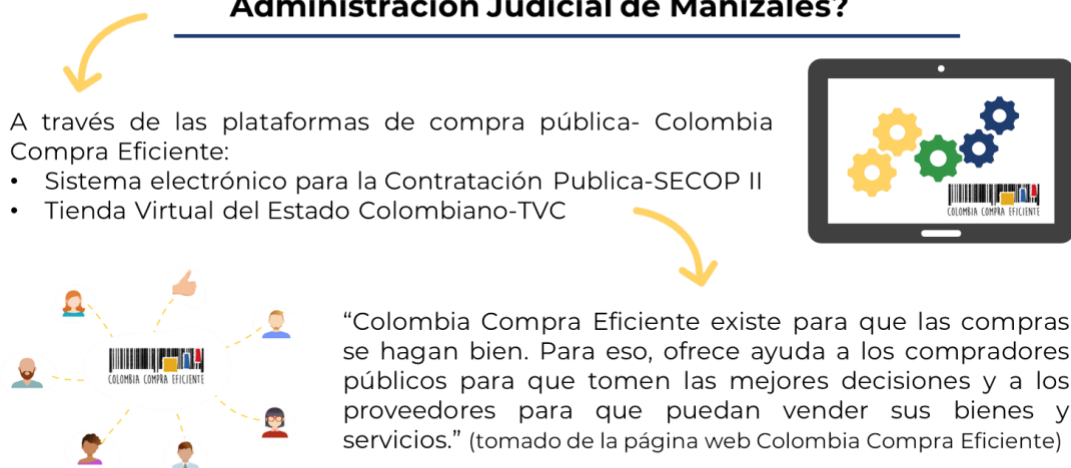 Administración Judicial de Manizales?
A través de las plataformas de compra pública- Colombia
Compra Eficiente:
• Sistema electrónico para la Contratación Publica-SECOP II
• Tienda Virtual del Estado Colombiano-TVC
COLOMBIA COMPRA EFICIENTE
COLOMBIA COMPRA EFICIENTE
“Colombia Compra Eficiente existe para que las compras
se hagan bien. Para eso, ofrece ayuda a los compradores
públicos para que tomen las mejores decisiones y a los
proveedores para que puedan vender sus bienes y
servicios.” (tomado de la página web Colombia Compra Eficiente)